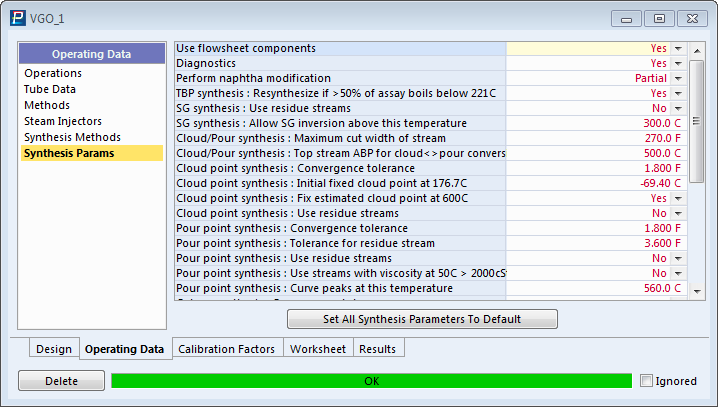 VGO_1
Operating Data
Operations
Tube Data
Methods
Steam Injectors
Synthesis Methods
Synthesis Params
Use flowsheet components Yes
Diagnostics Yes
Perform naphtha modification Partial
TBP synthesis : Resynthesize if >50% of assay boils below 221C Yes
SG synthesis : Use residue streams No
SG synthesis : Allow SG inversion above this temperature 300.0 C
Cloud/Pour synthesis : Maximum cut width of stream 270.0 F
Cloud/Pour synthesis : Top stream ABP for cloud<>pour convers 500.0 C
Cloud point synthesis : Convergence tolerance 1.800 F
Cloud point synthesis : Initial fixed cloud point at 176.7C -69.40 C
Cloud point synthesis : Fix estimated cloud point at 600C Yes
Cloud point synthesis : Use residue streams No
Pour point synthesis : Convergence tolerance 1.800 F
Pour point synthesis : Tolerance for residue stream 3.600 F
Pour point synthesis : Use residue streams No
Pour point synthesis : Use streams with viscosity at 50C > 2000cSt No
Pour point synthesis : Curve peaks at this temperature 560.0 C
Set All Synthesis Parameters To Default
Design Operating Data Calibration Factors Worksheet Results
Delete OK Ignored